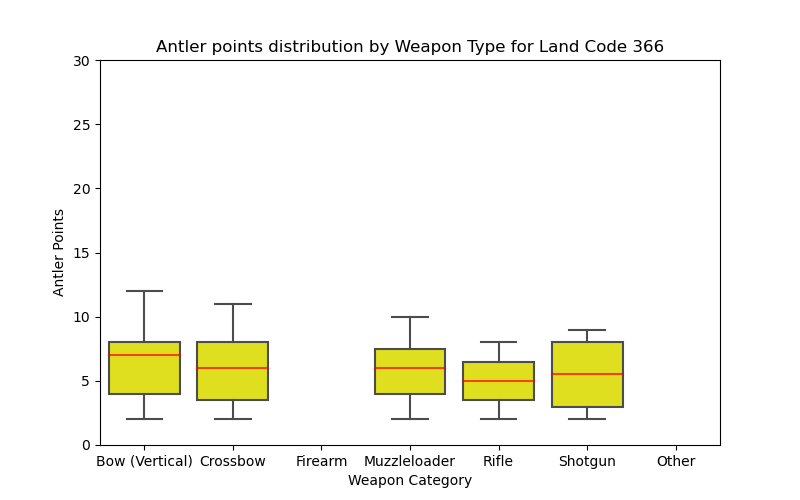 Antler points distribution by Weapon Type for Land Code 366
30
25
20
15
10
5
0
Antler Points
Bow (Vertical) Crossbow Firearm Muzzleloader Rifle Shotgun Other
Weapon Category